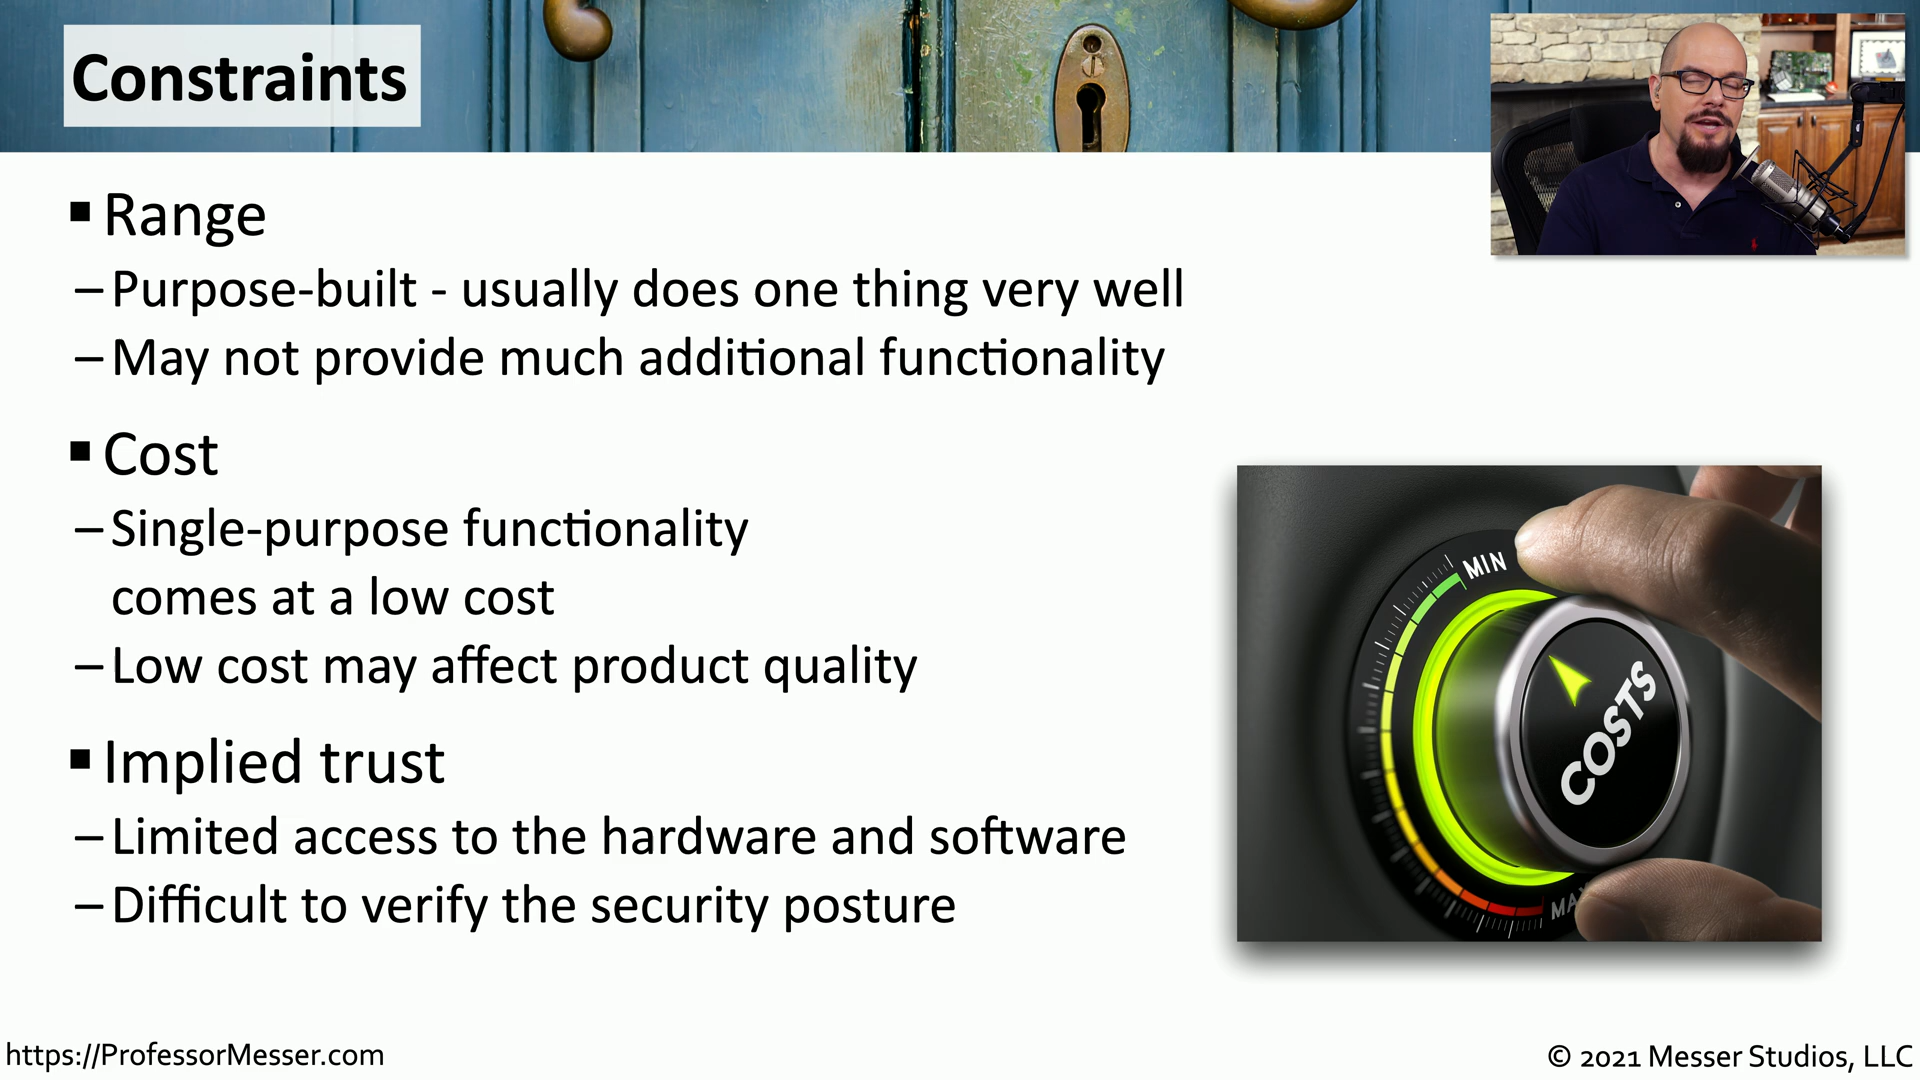 Constraints
▪ Range
– Purpose-built - usually does one thing very well
– May not provide much additional functionality
▪ Cost
– Single-purpose functionality
comes at a low cost
– Low cost may affect product quality
▪ Implied trust
– Limited access to the hardware and software
– Difficult to verify the security posture
MIN
COSTS
https://ProfessorMesser.com
© 2021 Messer Studios, LLC